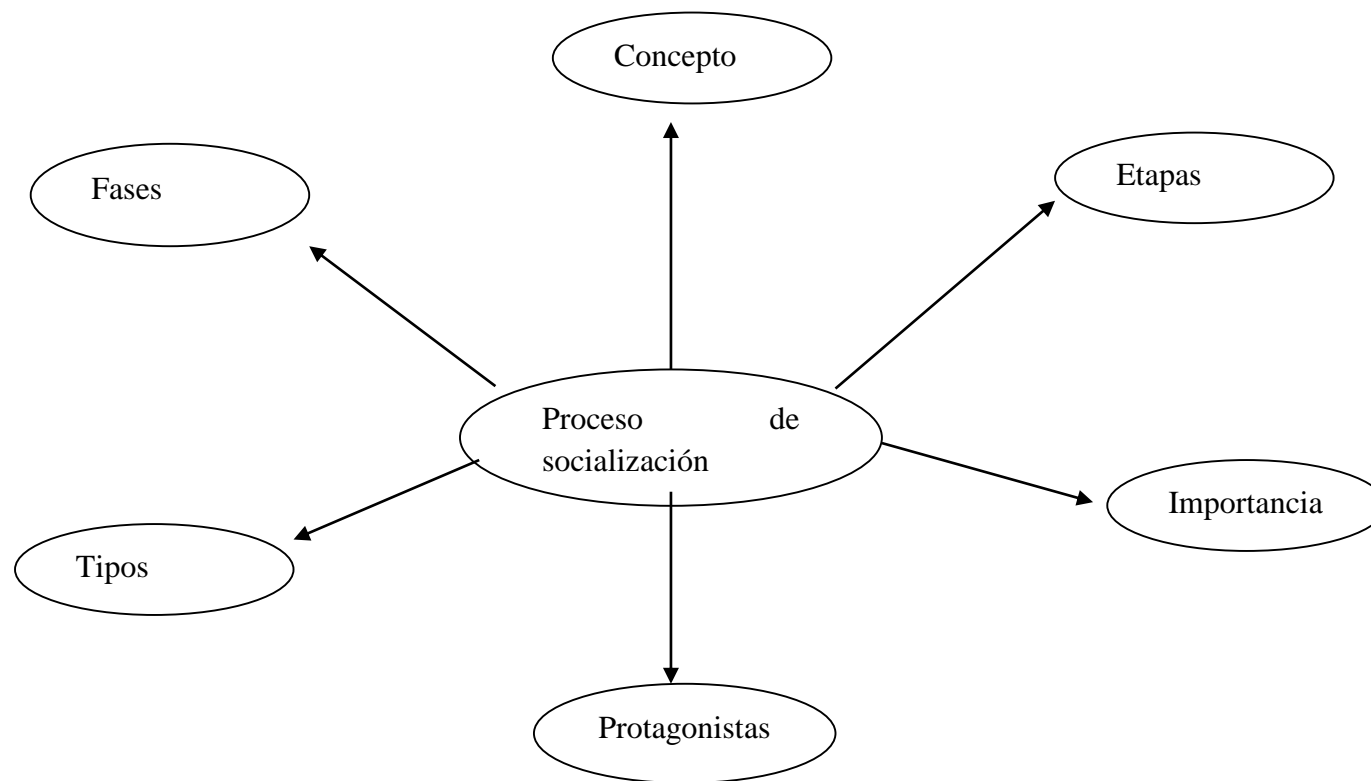 Concepto
Fases
Etapas
Proceso de
socialización
Importancia
Tipos
Protagonistas